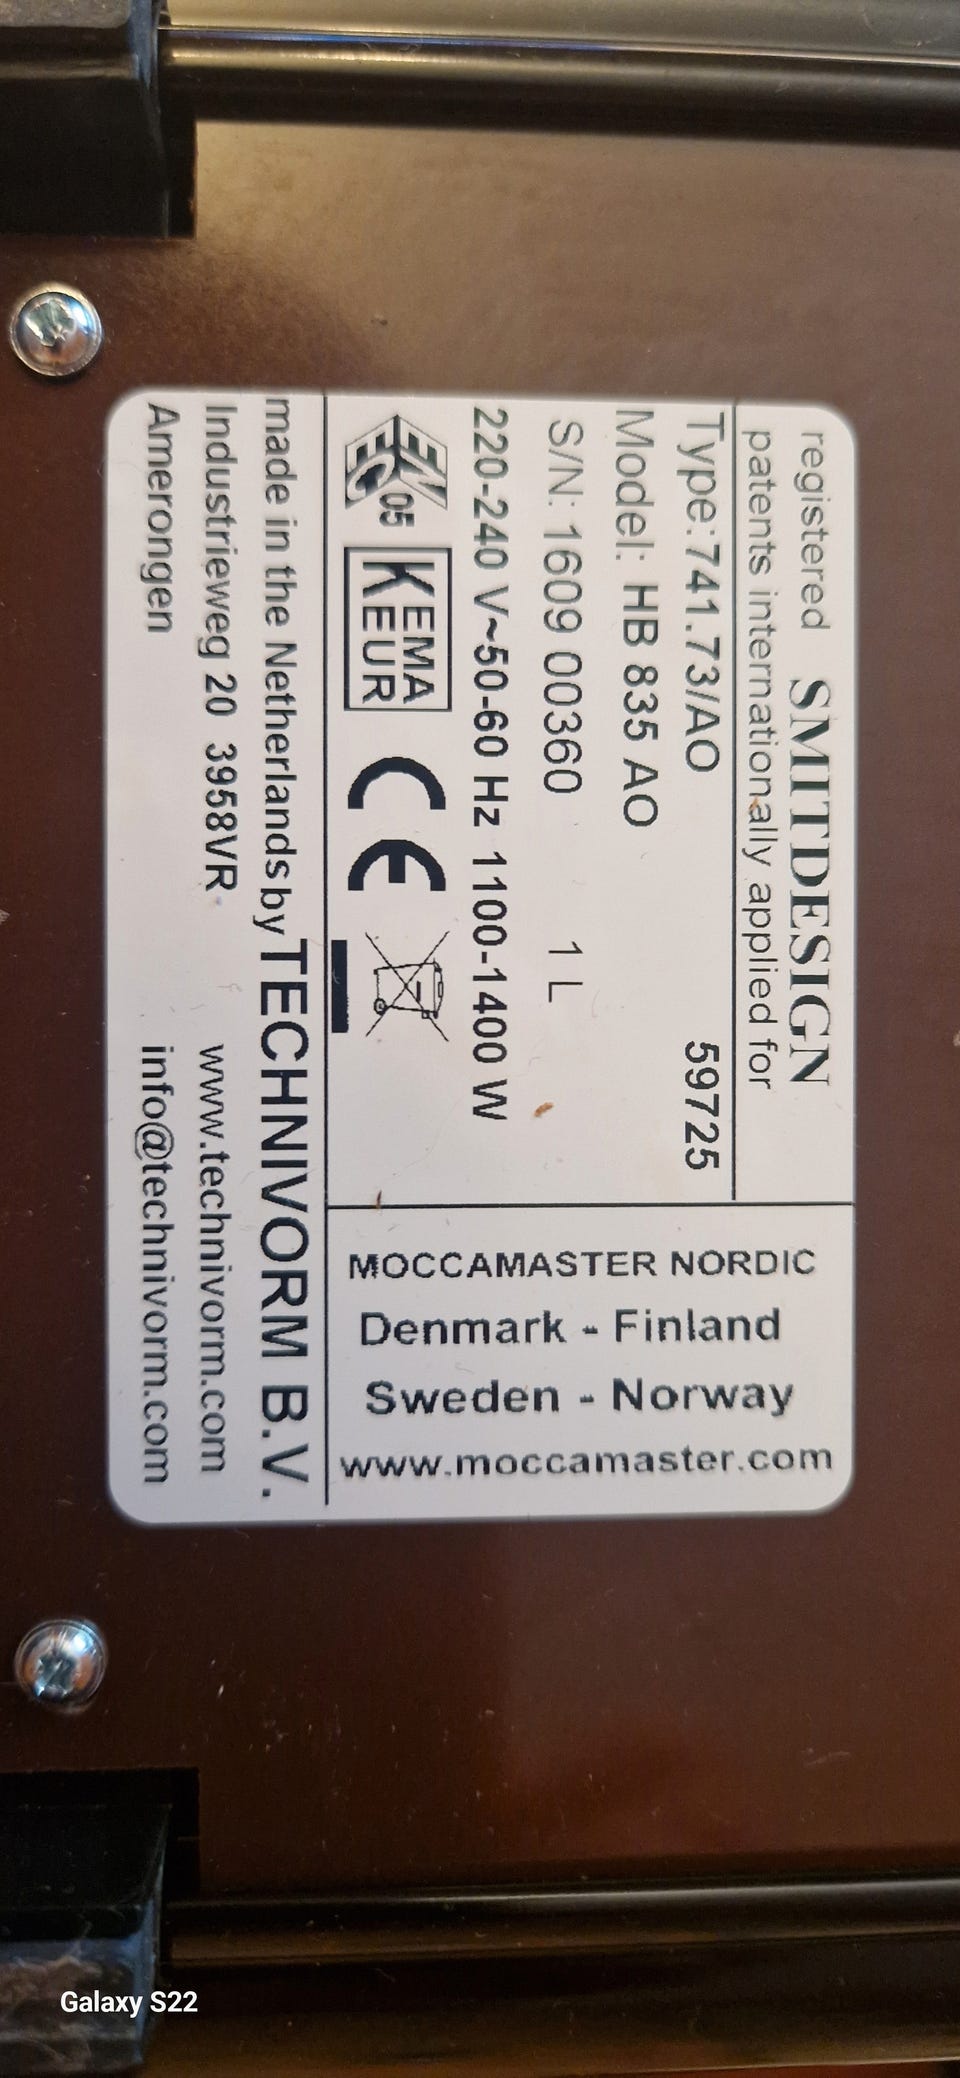 registered SMITDESIGN
patents internationally applied for
Type:741.73/AO 59725
Model: HB 835 AO
S/N: 1609 00360 1 L
220-240 V~50-60 Hz 1100-1400 W
EN
EC
05
KEMA
KEUR
CE
made in the Netherlands by TECHNIVORM B.V.
Industrieweg 20 3958VR www.technivorm.com
Amerongen info@technivorm.com
MOCCAMASTER NORDIC
Denmark - Finland
Sweden - Norway
www.moccamaster.com
Galaxy S22